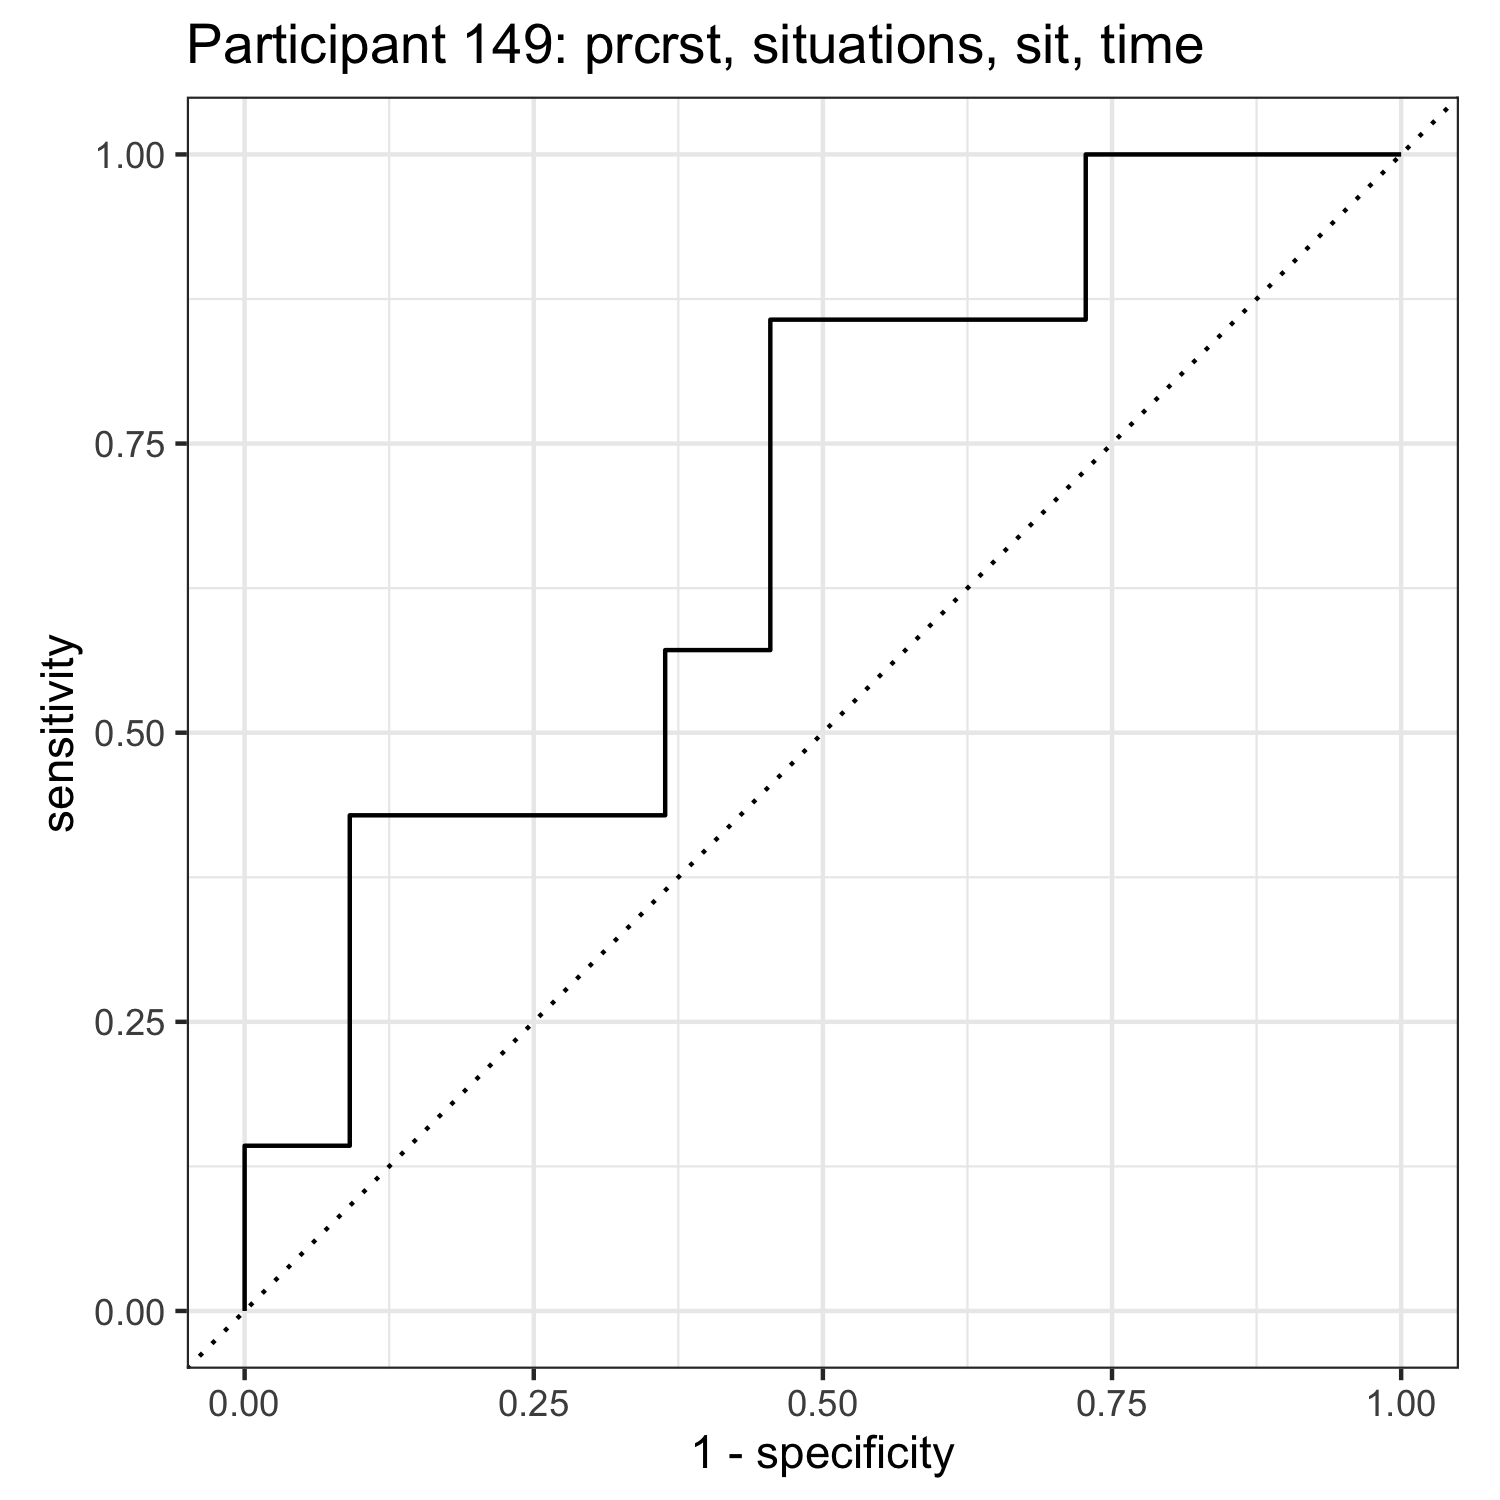 Participant 149: prcrst, situations, sit, time
1.00
0.75
0.50
0.25
0.00
sensitivity
0.00 0.25 0.50 0.75 1.00
1 - specificity